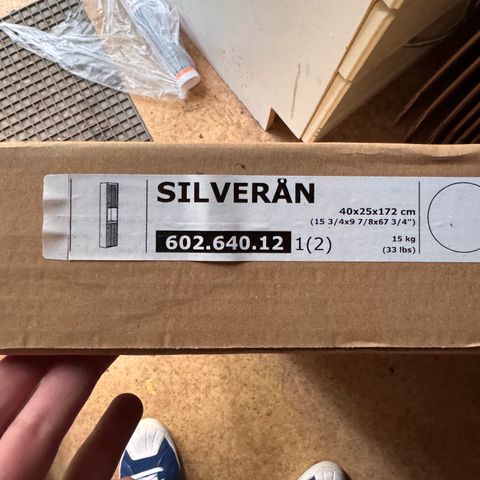 SILVERÅN
40x25x172 cm
(15 3/4x9 7/8x67 3/4")
602.640.12 1(2)
15 kg
(33 lbs)